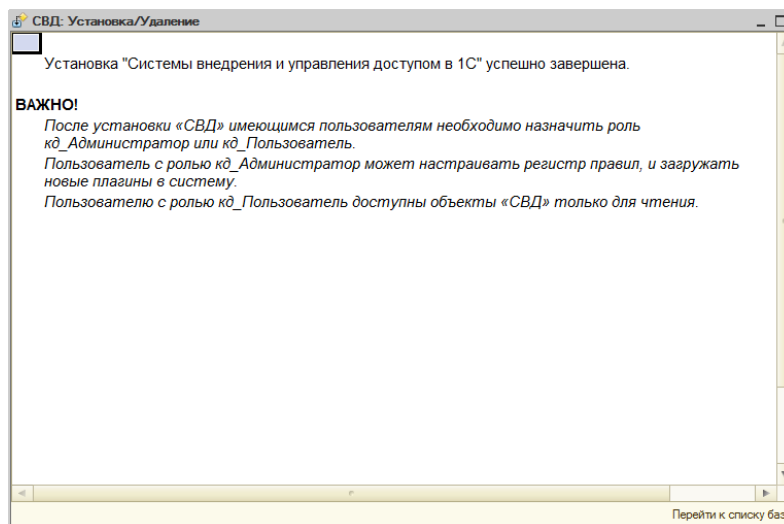 СВД: Установка/Удаление
Установка "Системы внедрения и управления доступом в 1С" успешно завершена.
ВАЖНО!
После установки «СВД» имеющимся пользователям необходимо назначить роль
кд_Администратор или кд_Пользователь.
Пользователь с ролью кд_Администратор может настраивать регистр правил, и загружать
новые плагины в систему.
Пользователю с ролью кд_Пользователь доступны объекты «СВД» только для чтения.
Перейти к списку баз